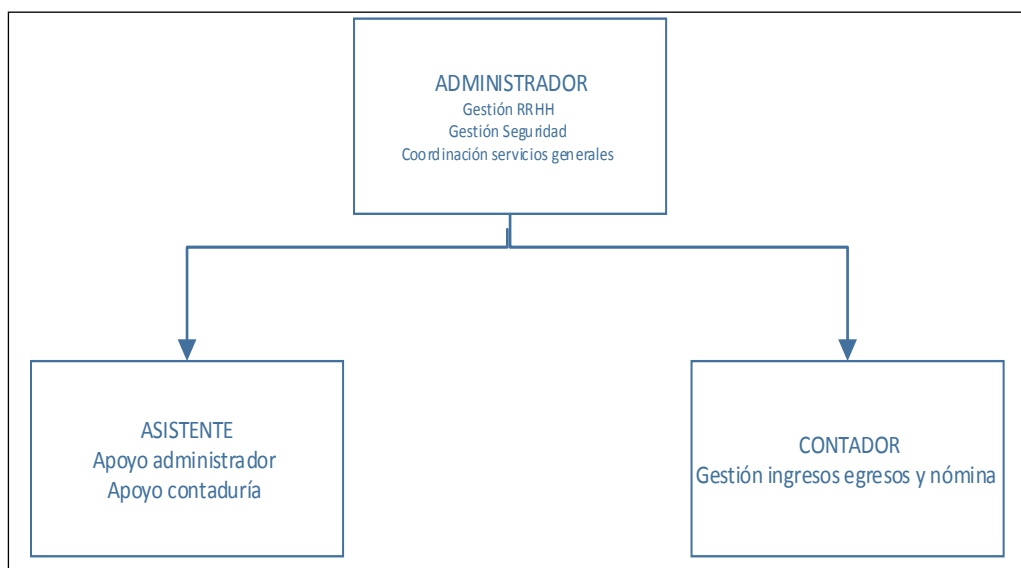 ADMINISTRADOR
Gestión RRHH
Gestión Seguridad
Coordinación servicios generales
ASISTENTE
Apoyo administrador
Apoyo contaduría
CONTADOR
Gestión ingresos egresos y nómina